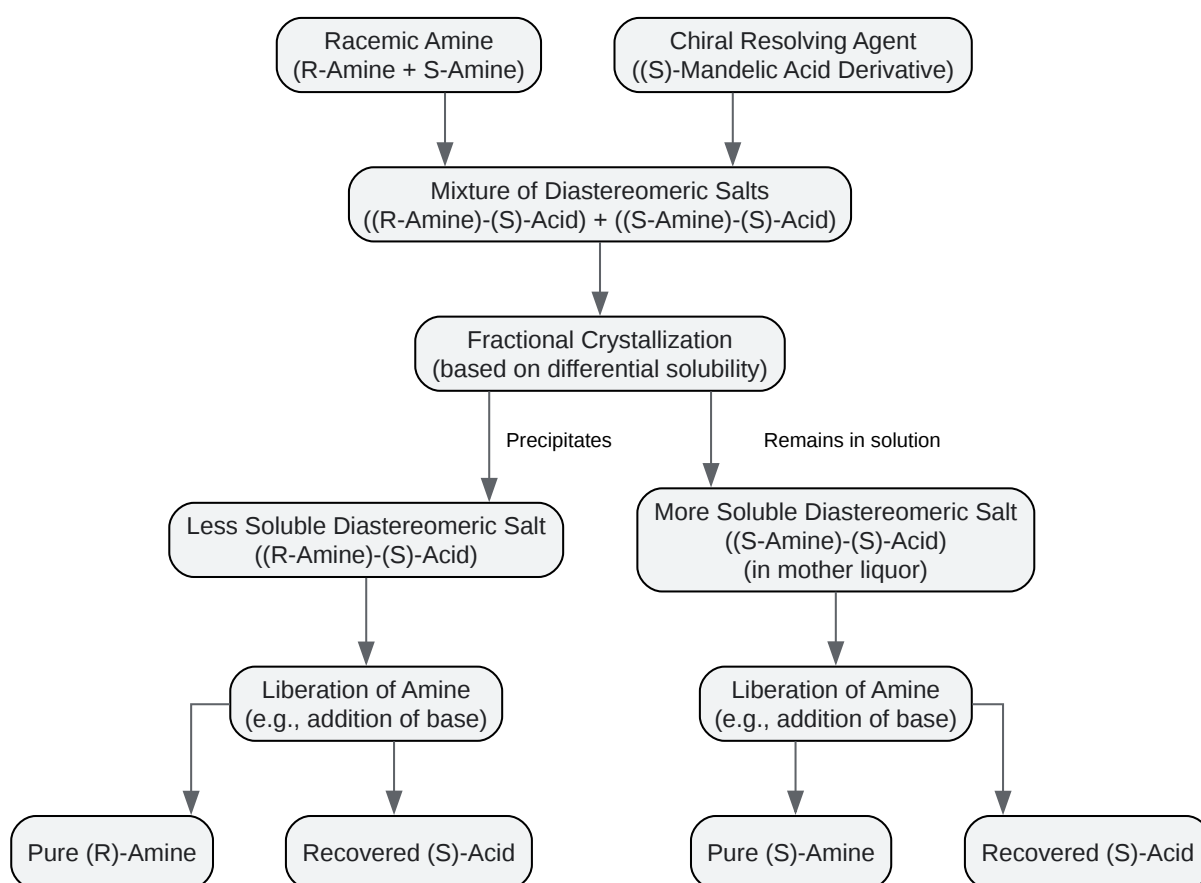 Racemic Amine
(R-Amine + S-Amine)
Chiral Resolving Agent
((S)-Mandelic Acid Derivative)
Mixture of Diastereomeric Salts
((R-Amine)-(S)-Acid) + ((S-Amine)-(S)-Acid)
Fractional Crystallization
(based on differential solubility)
Precipitates
Remains in solution
Less Soluble Diastereomeric Salt
((R-Amine)-(S)-Acid)
More Soluble Diastereomeric Salt
((S-Amine)-(S)-Acid)
(in mother liquor)
Liberation of Amine
(e.g., addition of base)
Liberation of Amine
(e.g., addition of base)
Pure (R)-Amine
Recovered (S)-Acid
Pure (S)-Amine
Recovered (S)-Acid